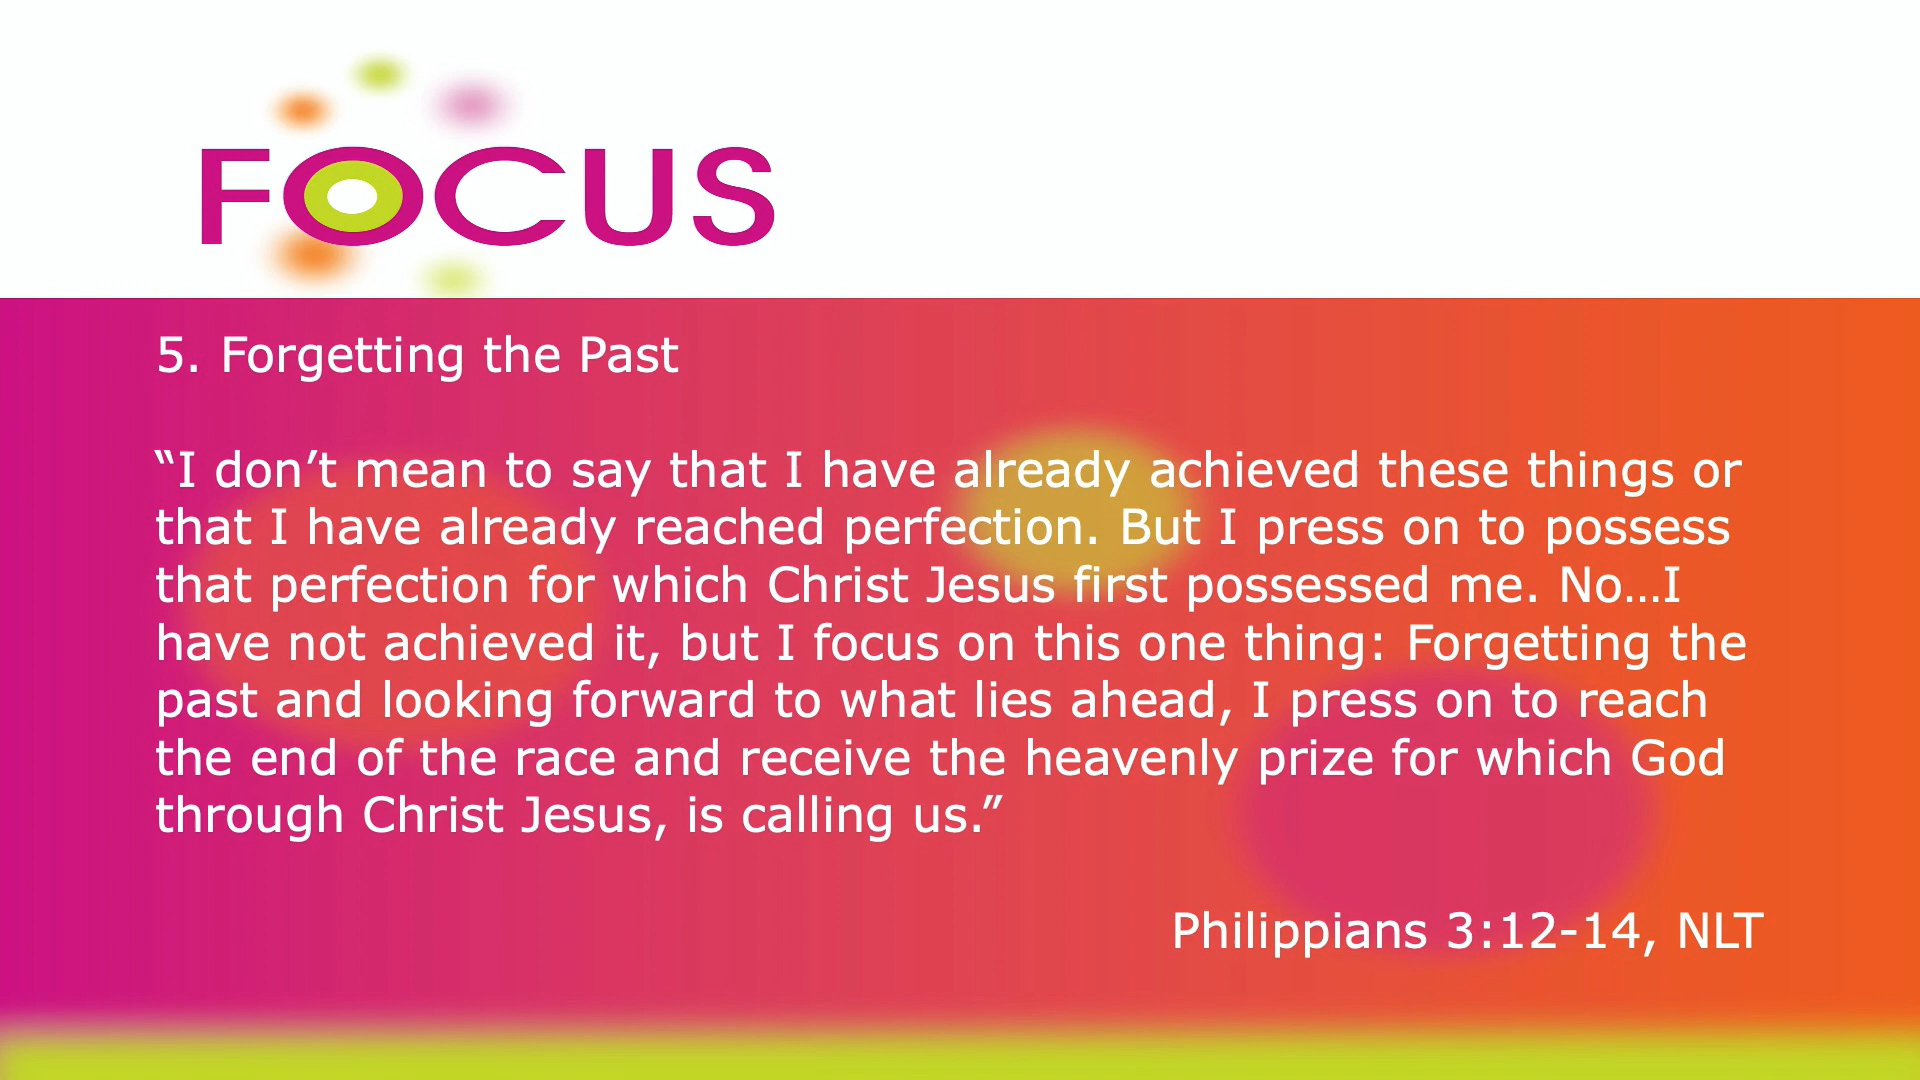 FOCUS
5. Forgetting the Past
“I don’t mean to say that I have already achieved these things or
that I have already reached perfection. But I press on to possess
that perfection for which Christ Jesus first possessed me. No…I
have not achieved it, but I focus on this one thing: Forgetting the
past and looking forward to what lies ahead, I press on to reach
the end of the race and receive the heavenly prize for which God
through Christ Jesus, is calling us.”
Philippians 3:12-14, NLT